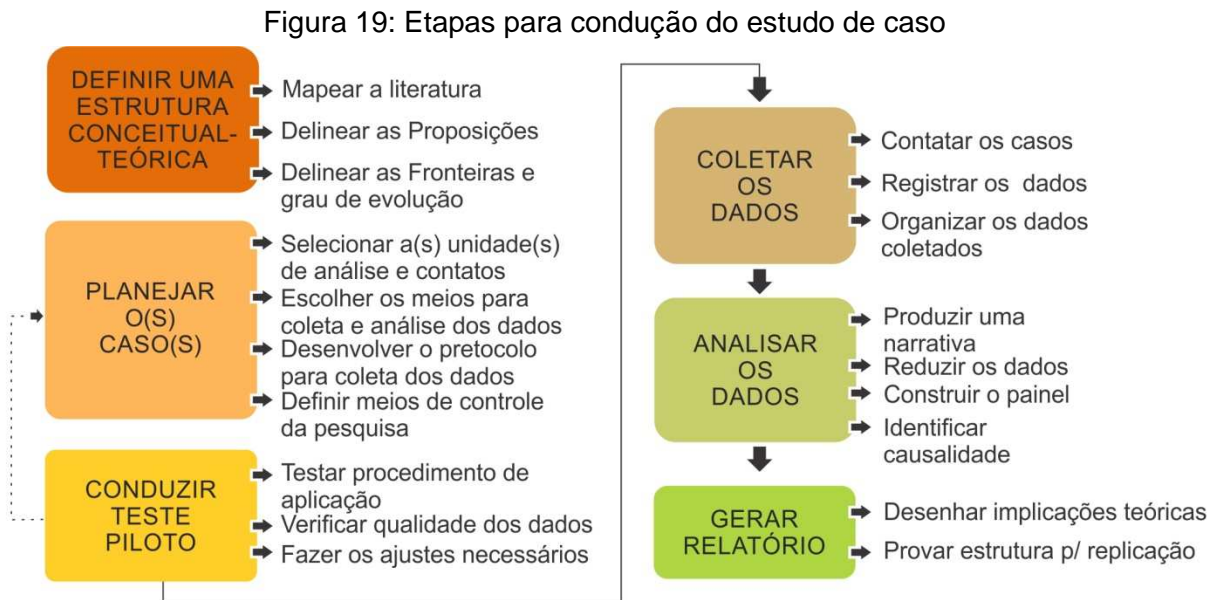 Figura 19: Etapas para condução do estudo de caso
DEFINIR UMA
ESTRUTURA
CONCEITUAL-
TEÓRICA
Mapear a literatura
Delinear as Proposições
Delinear as Fronteiras e
grau de evolução
PLANEJAR
O(S)
CASO(S)
Selecionar a(s) unidade(s)
de análise e contatos
Escolher os meios para
coleta e análise dos dados
Desenvolver o pretocolo
para coleta dos dados
Definir meios de controle
da pesquisa
CONDUZIR
TESTE
PILOTO
Testar procedimento de
aplicação
Verificar qualidade dos dados
Fazer os ajustes necessários
COLETAR
OS
DADOS
Contatar os casos
Registrar os dados
Organizar os dados
coletados
ANALISAR
OS
DADOS
Produzir uma
narrativa
Reduzir os dados
Construir o painel
Identificar
causalidade
GERAR
RELATÓRIO
Desenhar implicações teóricas
Provar estrutura p/ replicação